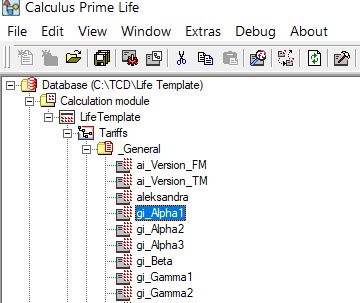 Calculus Prime Life
File Edit View Window Extras Debug About
Database (C:\TCD\Life Template)
Calculation module
LifeTemplate
Tariffs
_General
ai_Version_FM
ai_Version_TM
aleksandra
gi_Alpha1
gi_Alpha2
gi_Alpha3
gi_Beta
gi_Gamma1
gi_Gamma2